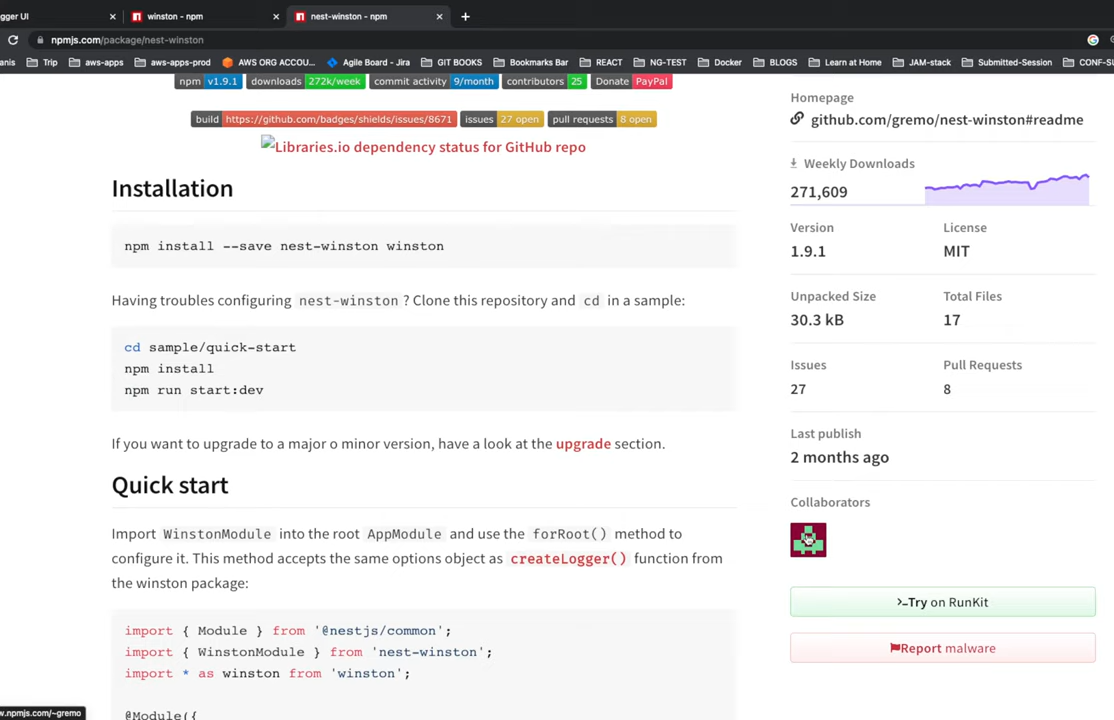 gger UI
winston - npm
nest-winston - npm
npmjs.com/package/nest-winston
anis
Trip
aws-apps
aws-apps-prod
AWS ORG ACCOU...
Agile Board - Jira
GIT BOOKS
Bookmarks Bar
REACT
NG-TEST
Docker
BLOGS
Learn at Home
JAM-stack
Submitted-Session
CONF-SU
npm v1.9.1 downloads 272k/week commit activity 9/month contributors 25 Donate PayPal
build https://github.com/badges/shields/issues/8671 issues 27 open pull requests 8 open
Libraries.io dependency status for GitHub repo
Installation
npm install --save nest-winston winston
Having troubles configuring nest-winston ? Clone this repository and cd in a sample:
cd sample/quick-start
npm install
npm run start:dev
If you want to upgrade to a major o minor version, have a look at the upgrade section.
Quick start
Import WinstonModule into the root AppModule and use the forRoot() method to
configure it. This method accepts the same options object as createLogger() function from
the winston package:
import { Module } from '@nestjs/common';
import { WinstonModule } from 'nest-winston';
import * as winston from 'winston';
@Module({
Homepage
github.com/gremo/nest-winston#readme
Weekly Downloads
271,609
Version
License
1.9.1
MIT
Unpacked Size
Total Files
30.3 kB
17
Issues
Pull Requests
27
8
Last publish
2 months ago
Collaborators
>_Try on RunKit
Report malware
w.npmjs.com/~gremo